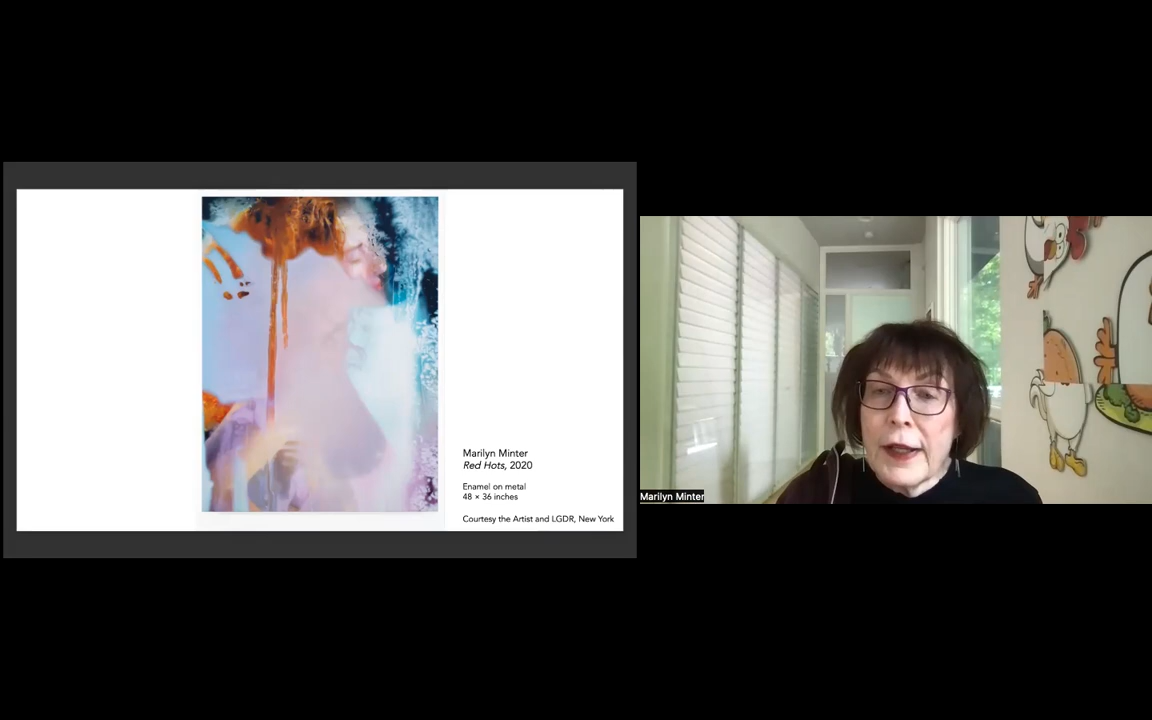 Marilyn Minter
Red Hots, 2020
Enamel on metal
48 × 36 inches
Courtesy the Artist and LGDR, New York
Marilyn Minter